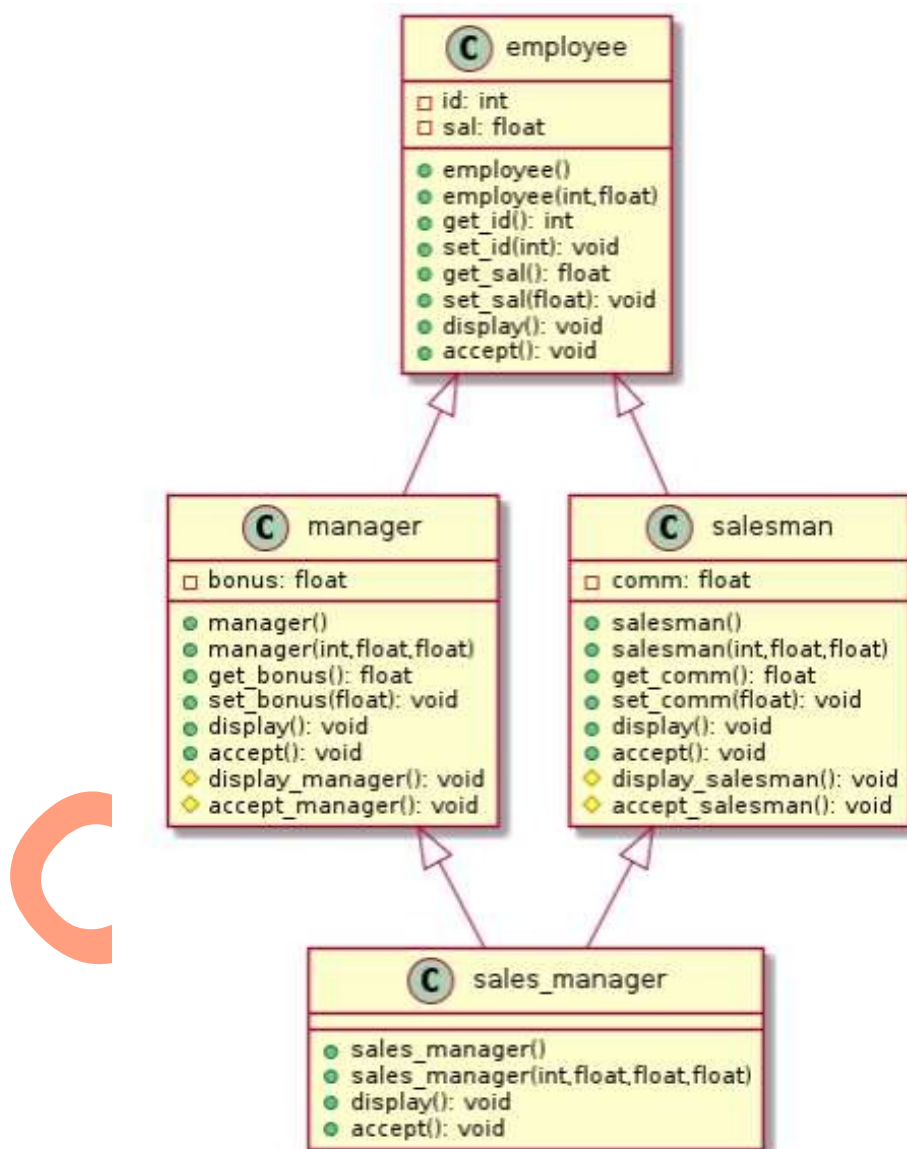 C employee
id: int
sal: float
employee()
employee(int,float)
get_id(): int
set_id(int): void
get_sal(): float
set_sal(float): void
display(): void
accept(): void
C manager
bonus: float
manager()
manager(int,float,float)
get_bonus(): float
set_bonus(float): void
display(): void
accept(): void
display_manager(): void
accept_manager(): void
C salesman
comm: float
salesman()
salesman(int,float,float)
get_comm(): float
set_comm(float): void
display(): void
accept(): void
display_salesman(): void
accept_salesman(): void
C sales_manager
sales_manager()
sales_manager(int,float,float,float)
display(): void
accept(): void